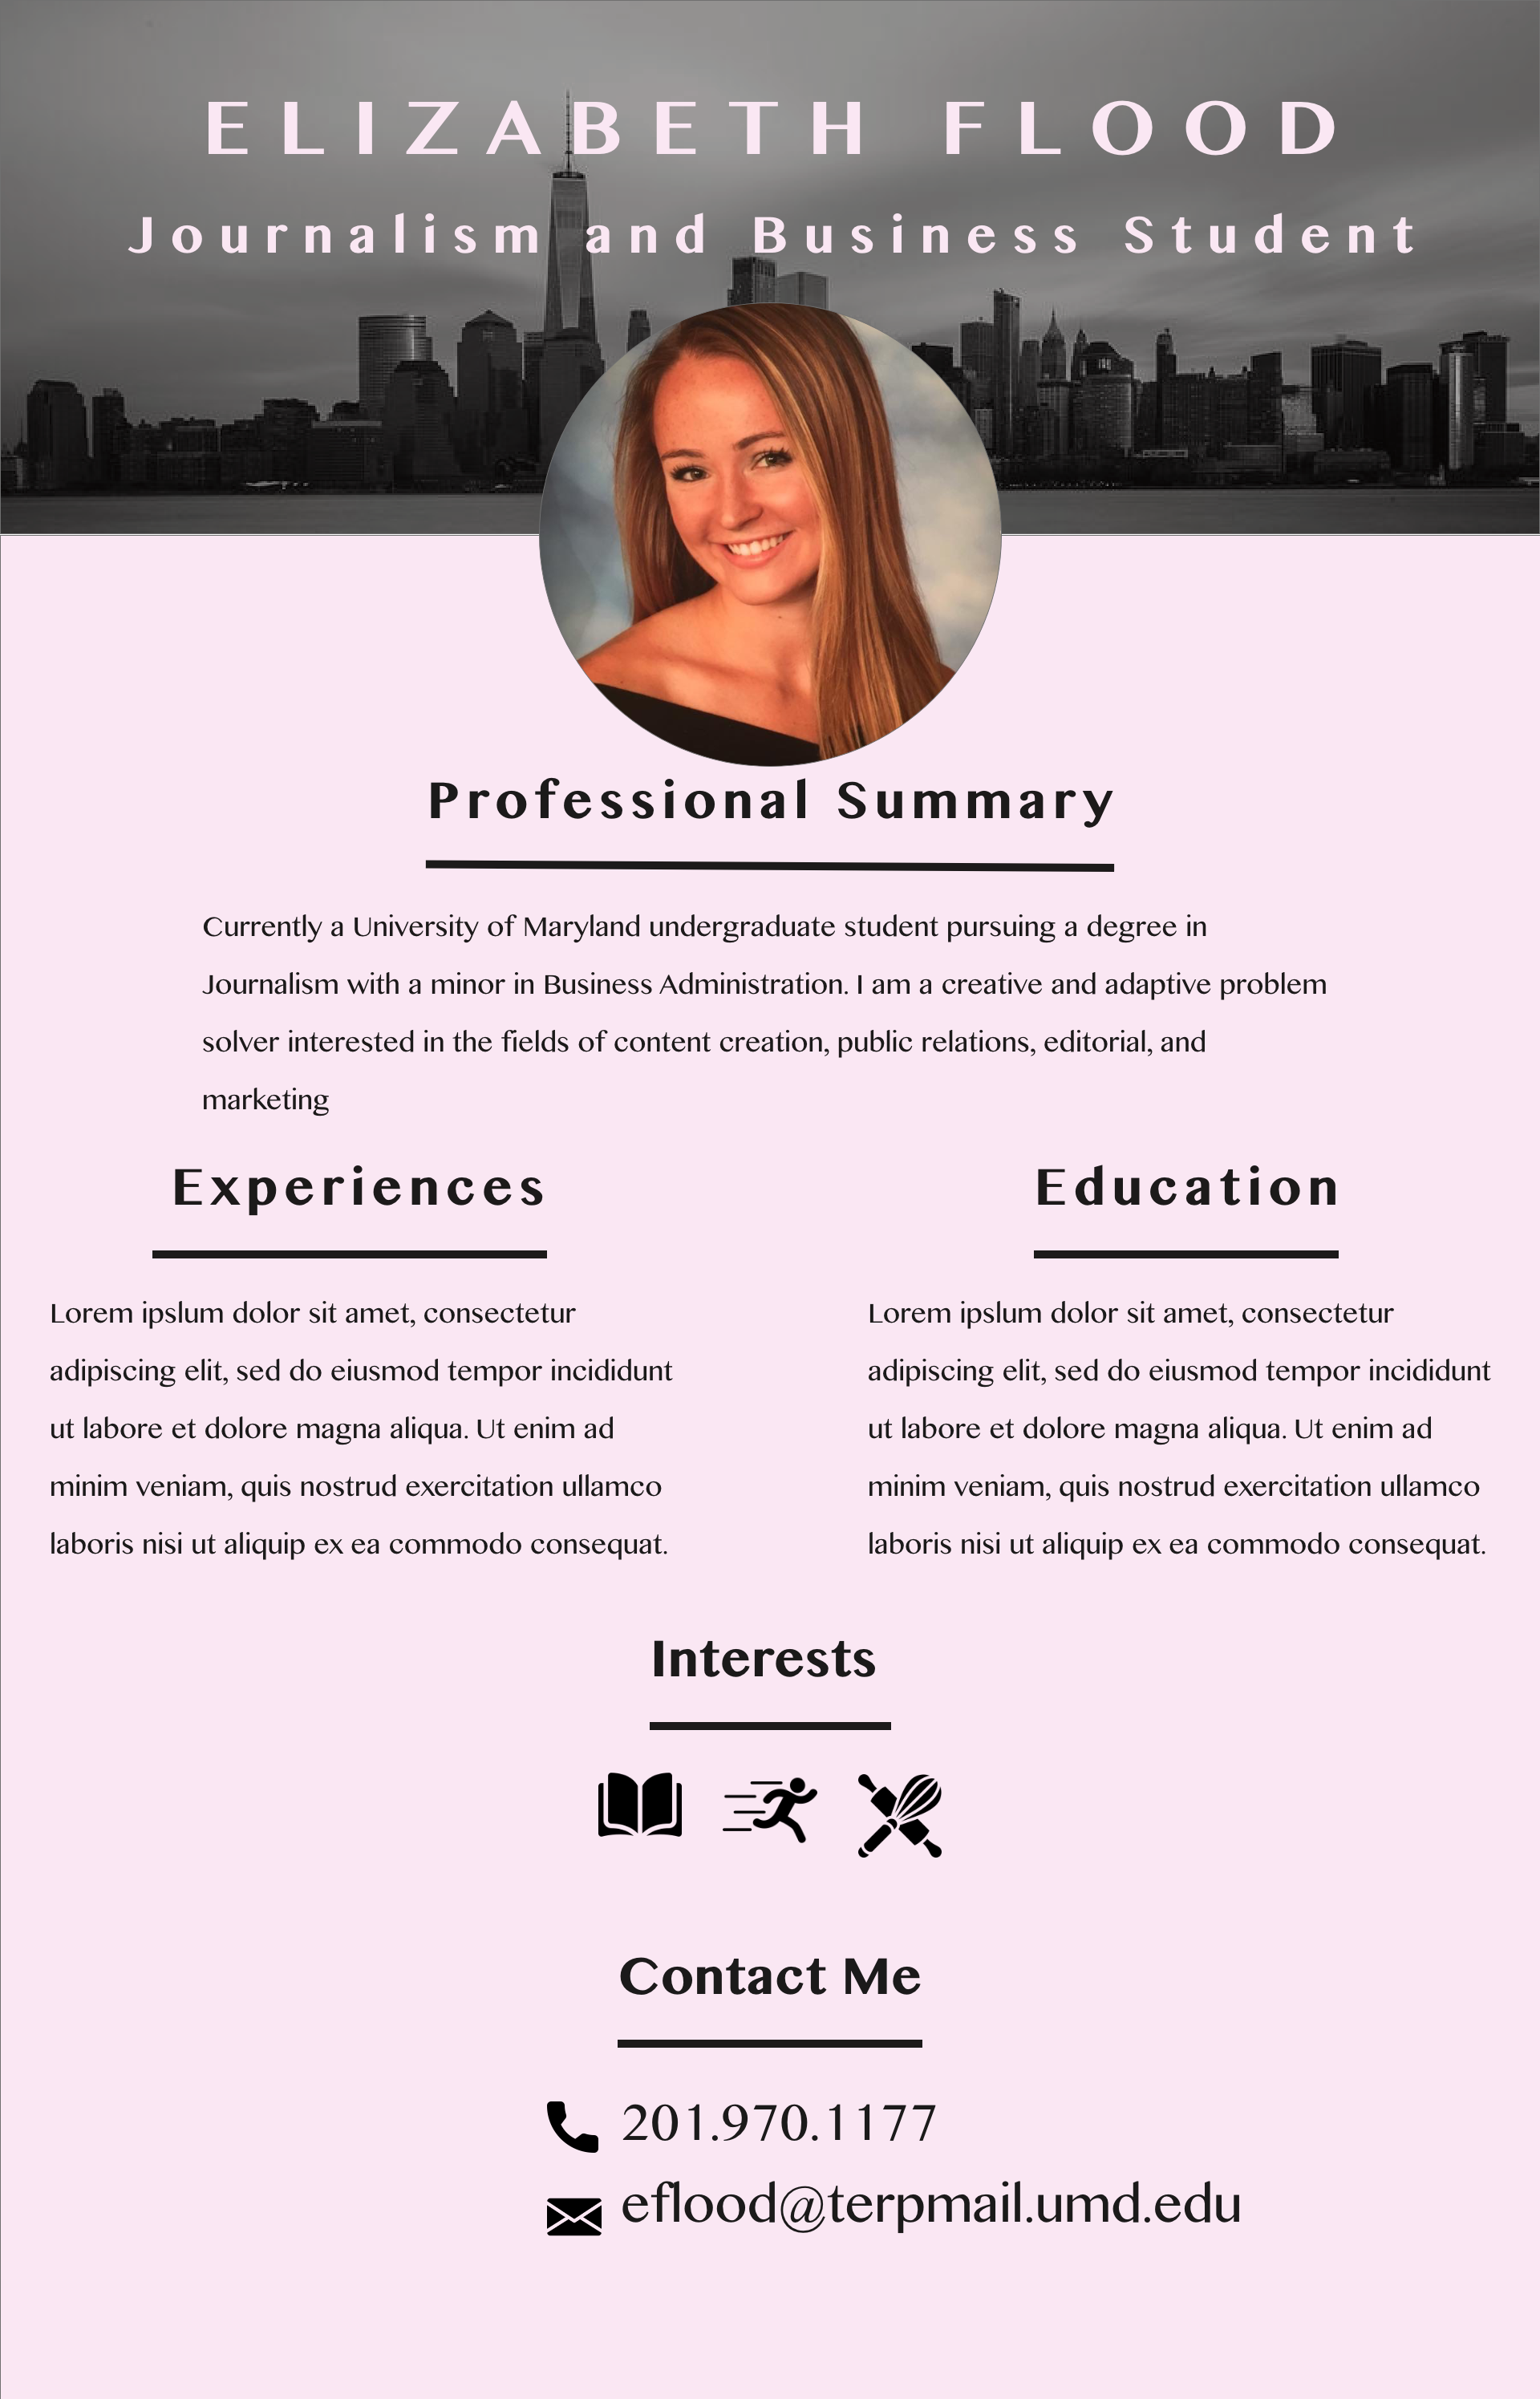 ELIZABETH FLOOD
Journalism and Business Student
Professional Summary
Currently a University of Maryland undergraduate student pursuing a degree in
Journalism with a minor in Business Administration. I am a creative and adaptive problem
solver interested in the fields of content creation, public relations, editorial, and
marketing
Experiences
Lorem ipslum dolor sit amet, consectetur
adipiscing elit, sed do eiusmod tempor incididunt
ut labore et dolore magna aliqua. Ut enim ad
minim veniam, quis nostrud exercitation ullamco
laboris nisi ut aliquip ex ea commodo consequat.
Education
Lorem ipslum dolor sit amet, consectetur
adipiscing elit, sed do eiusmod tempor incididunt
ut labore et dolore magna aliqua. Ut enim ad
minim veniam, quis nostrud exercitation ullamco
laboris nisi ut aliquip ex ea commodo consequat.
Interests
Contact Me
201.970.1177
eflood@terpmail.umd.edu